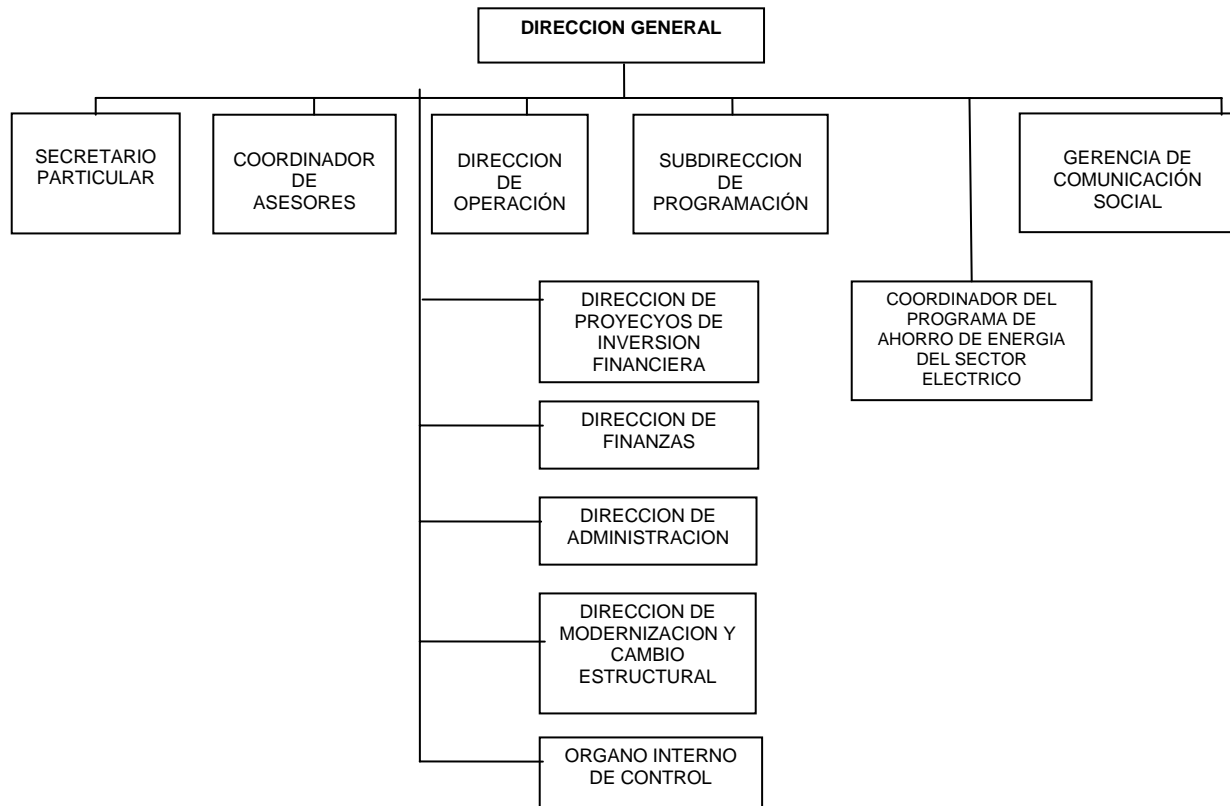 DIRECCION GENERAL
SECRETARIO
PARTICULAR
COORDINADOR
DE
ASESORES
DIRECCION
DE
OPERACIÓN
SUBDIRECCION
DE
PROGRAMACIÓN
GERENCIA DE
COMUNICACIÓN
SOCIAL
DIRECCION DE
PROYECYOS DE
INVERSION
FINANCIERA
COORDINADOR DEL
PROGRAMA DE
AHORRO DE ENERGIA
DEL SECTOR
ELECTRICO
DIRECCION DE
FINANZAS
DIRECCION DE
ADMINISTRACION
DIRECCION DE
MODERNIZACION Y
CAMBIO
ESTRUCTURAL
ORGANO INTERNO
DE CONTROL